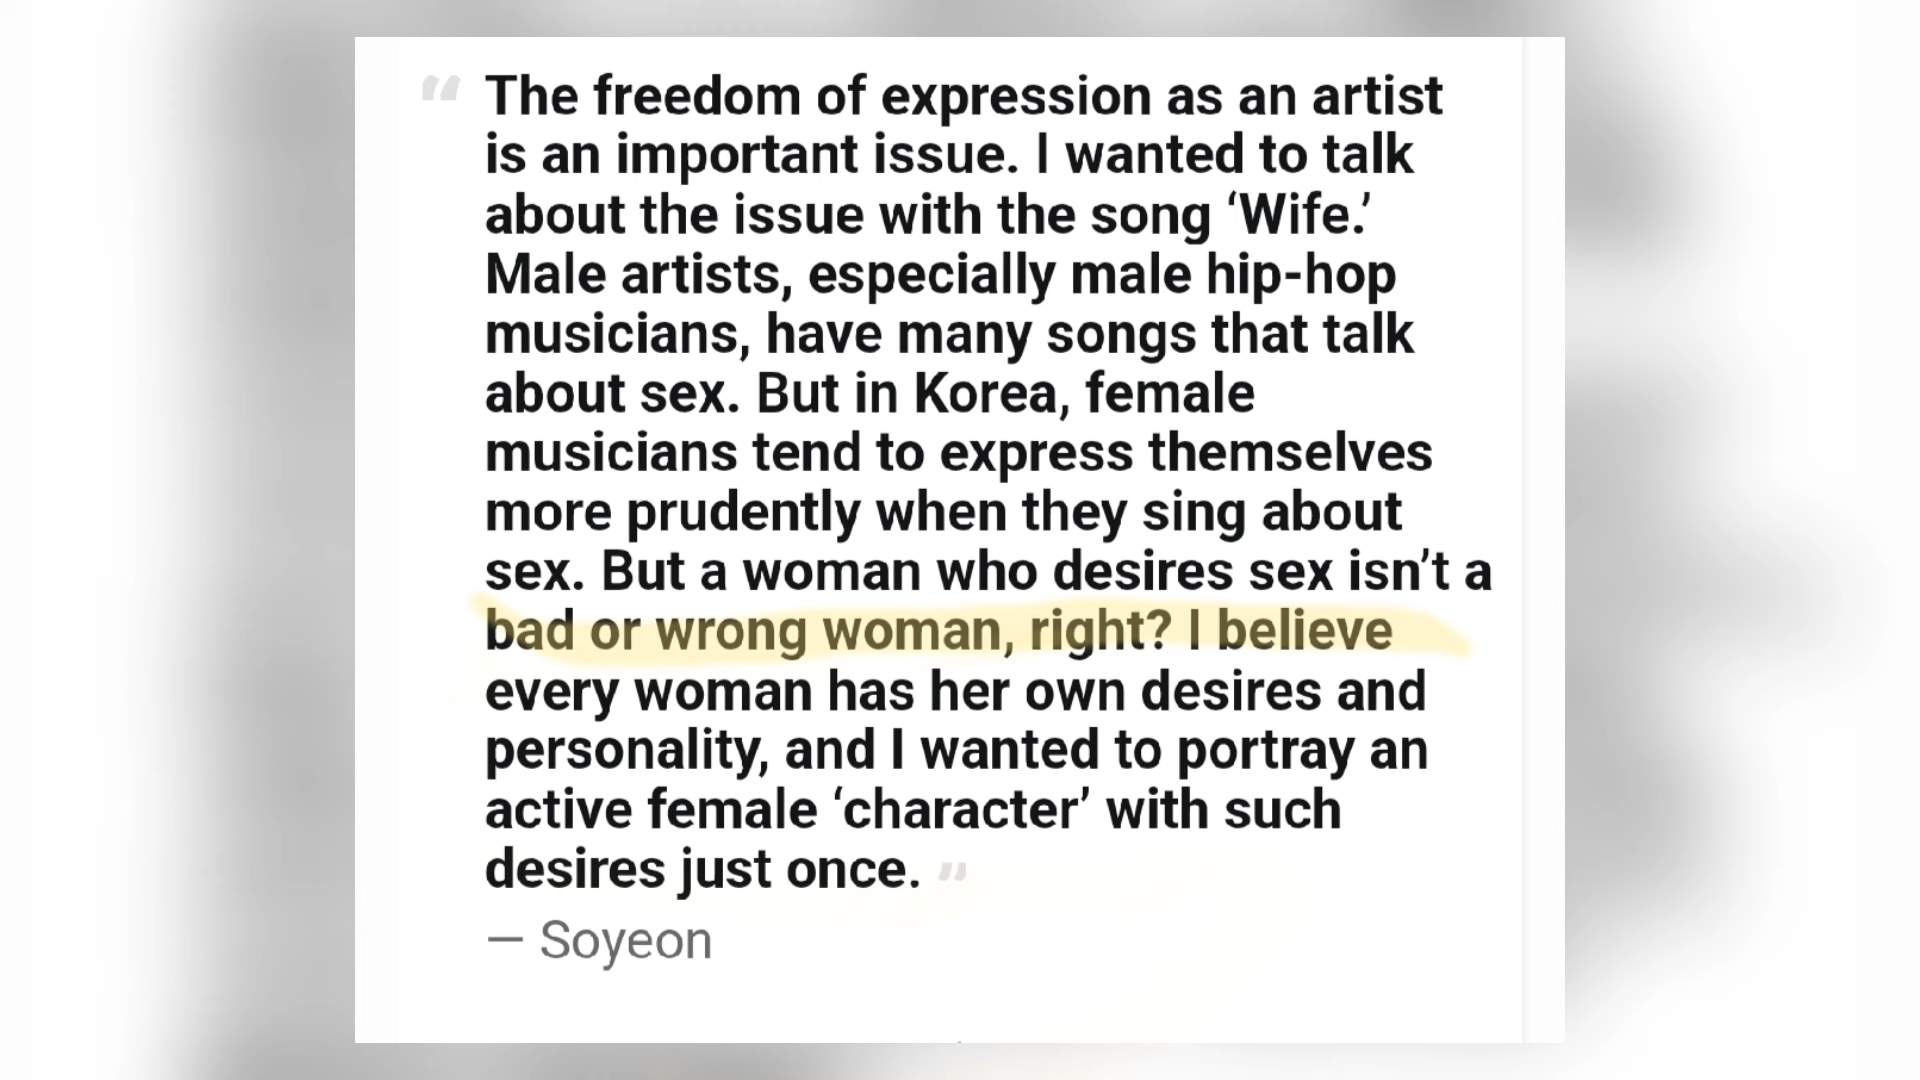 “ The freedom of expression as an artist
is an important issue. I wanted to talk
about the issue with the song ‘Wife.’
Male artists, especially male hip-hop
musicians, have many songs that talk
about sex. But in Korea, female
musicians tend to express themselves
more prudently when they sing about
sex. But a woman who desires sex isn’t a
bad or wrong woman, right? I believe
every woman has her own desires and
personality, and I wanted to portray an
active female ‘character’ with such
desires just once. ”
— Soyeon